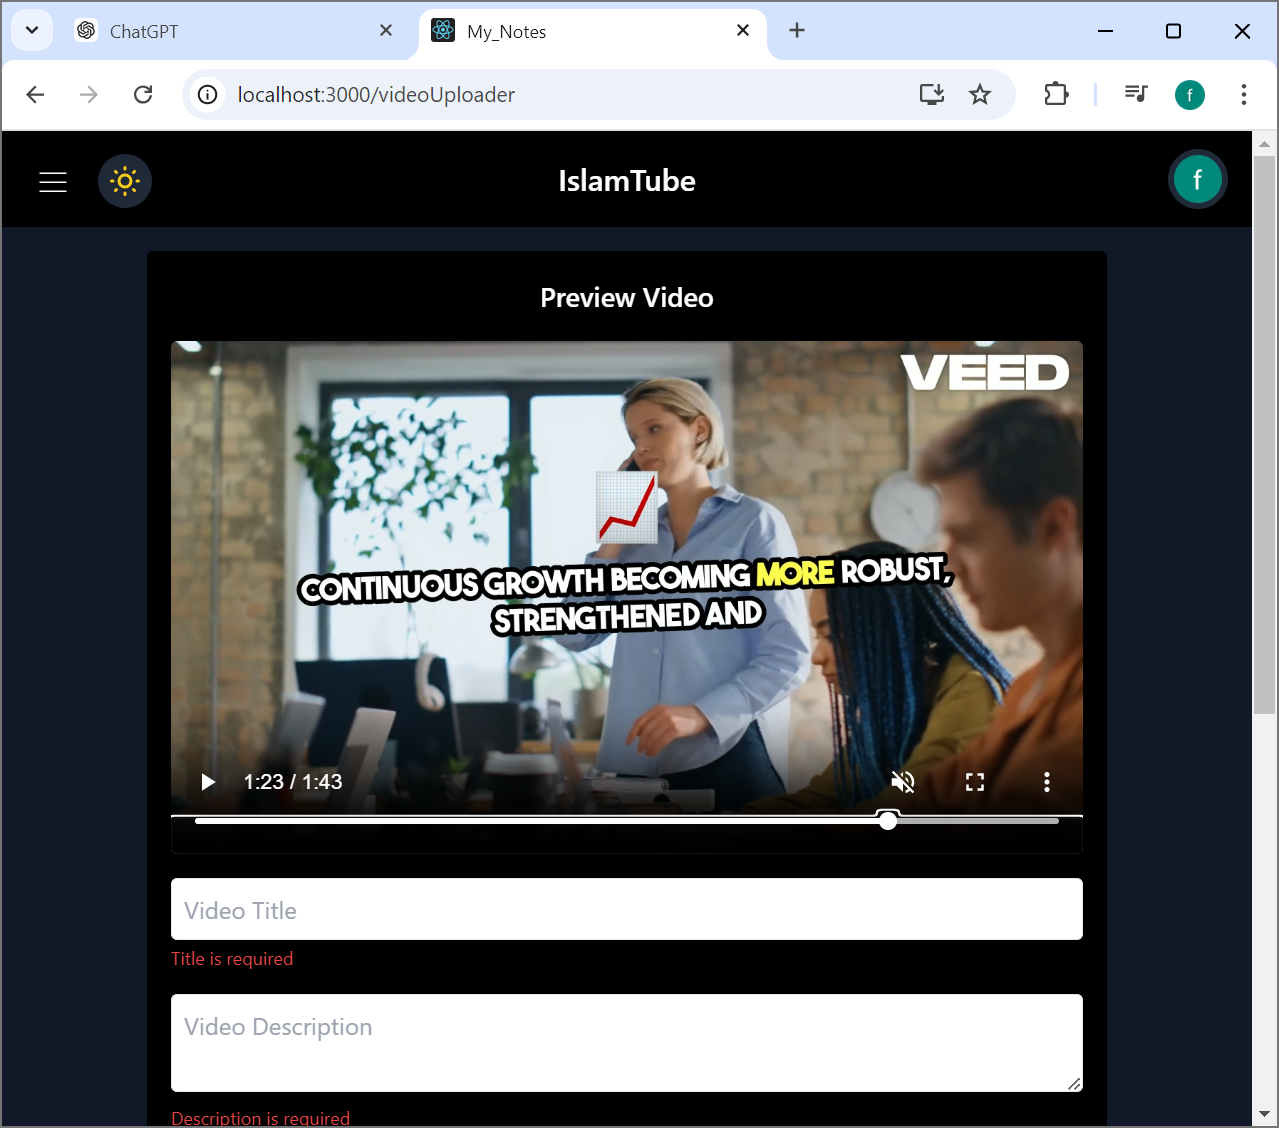 ChatGPT
My_Notes
localhost:3000/videoUploader
f
IslamTube
f
Preview Video
VEED
CONTINUOUS GROWTH BECOMING MORE ROBUST,
STRENGTHENED AND
1:23 / 1:43
Video Title
Title is required
Video Description
Description is required